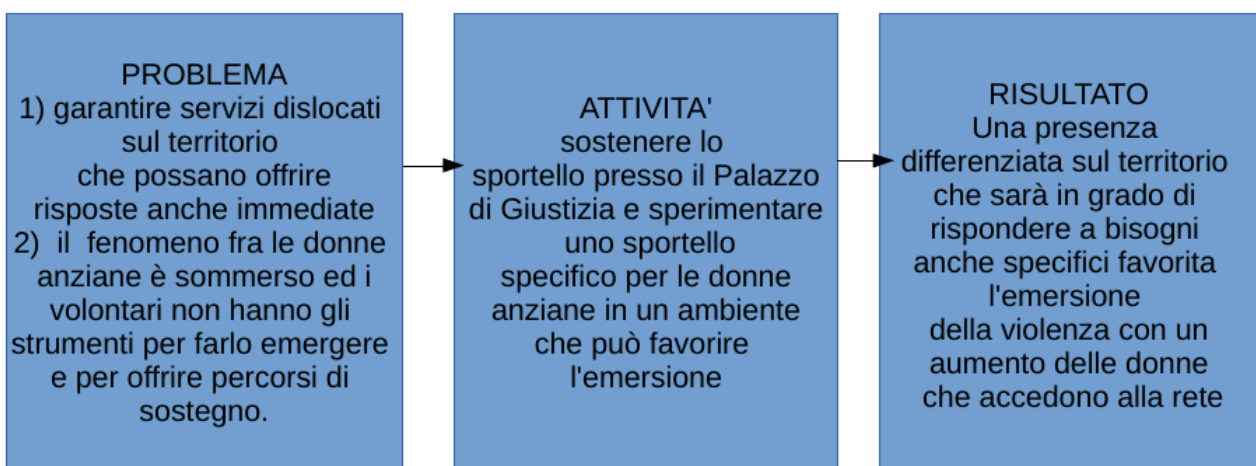 PROBLEMA
1) garantire servizi dislocati
sul territorio
che possano offrire
risposte anche immediate
2)  il  fenomeno fra le donne
anziane è sommerso ed i
volontari non hanno gli
strumenti per farlo emergere
e per offrire percorsi di
sostegno.
ATTIVITA'
sostenere lo
sportello presso il Palazzo
di Giustizia e sperimentare
uno sportello
specifico per le donne
anziane in un ambiente
che può favorire
l'emersione
RISULTATO
Una presenza
differenziata sul territorio
che sarà in grado di
rispondere a bisogni
anche specifici favorita
l'emersione
della violenza con un
aumento delle donne
che accedono alla rete